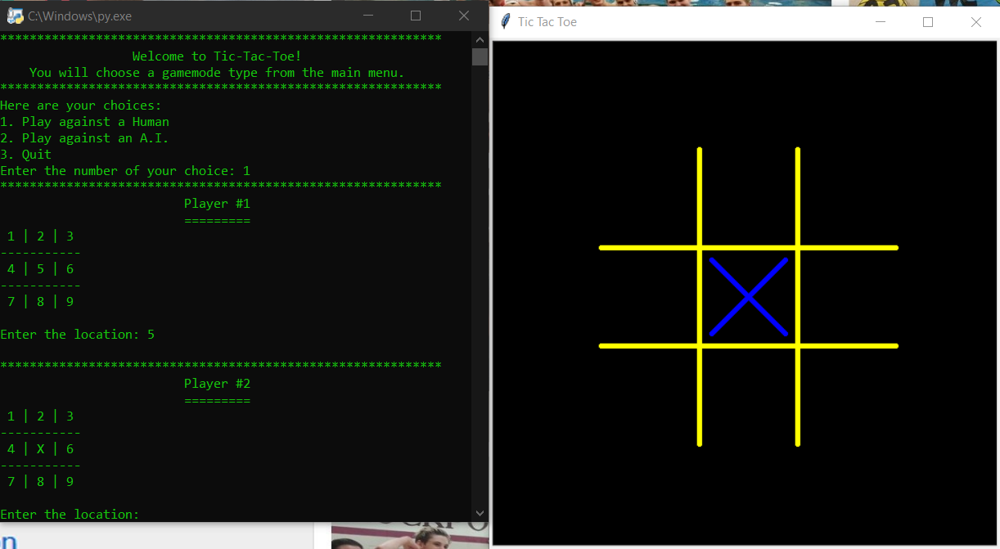 C:\Windows\py.exe
************************************************************
Welcome to Tic-Tac-Toe!
You will choose a gamemode type from the main menu.
************************************************************
Here are your choices:
1. Play against a Human
2. Play against an A.I.
3. Quit
Enter the number of your choice: 1
************************************************************
Player #1
=========
1 | 2 | 3
-----------
4 | 5 | 6
-----------
7 | 8 | 9
Enter the location: 5
************************************************************
Player #2
=========
1 | 2 | 3
-----------
4 | X | 6
-----------
7 | 8 | 9
Enter the location:
Tic Tac Toe